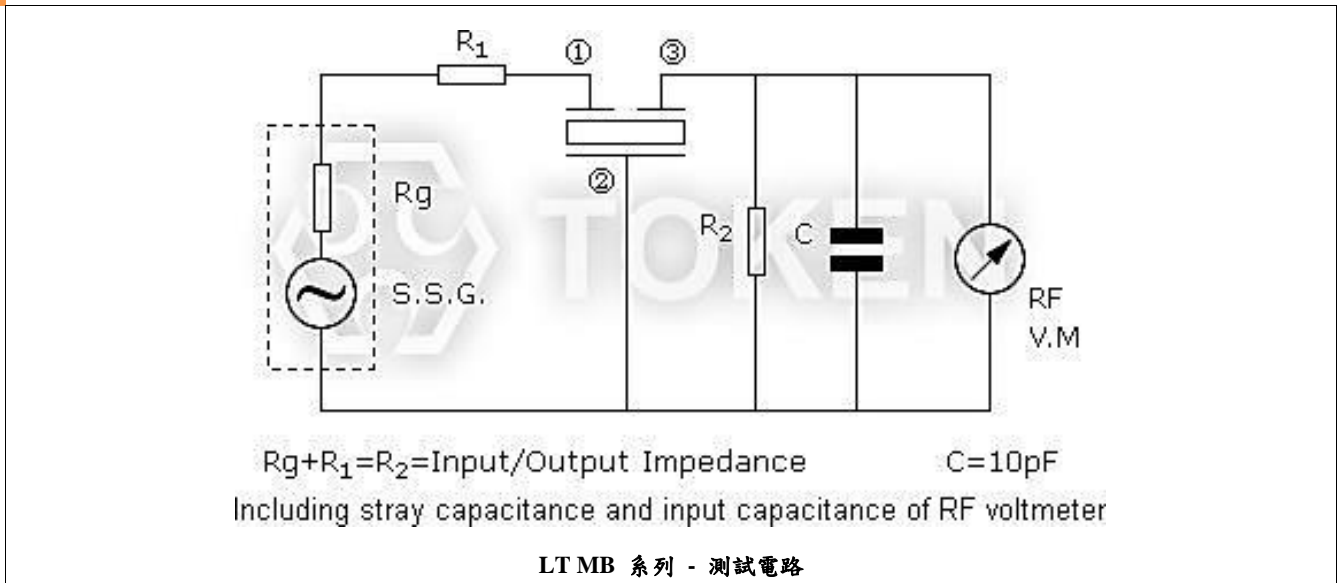 R₁ ① ③
Rg
②
TOKEN
R₂ C
S.S.G.
RF
V.M
Rg+R₁=R₂=Input/Output Impedance C=10pF
Including stray capacitance and input capacitance of RF voltmeter
LT MB 系列 - 測試電路